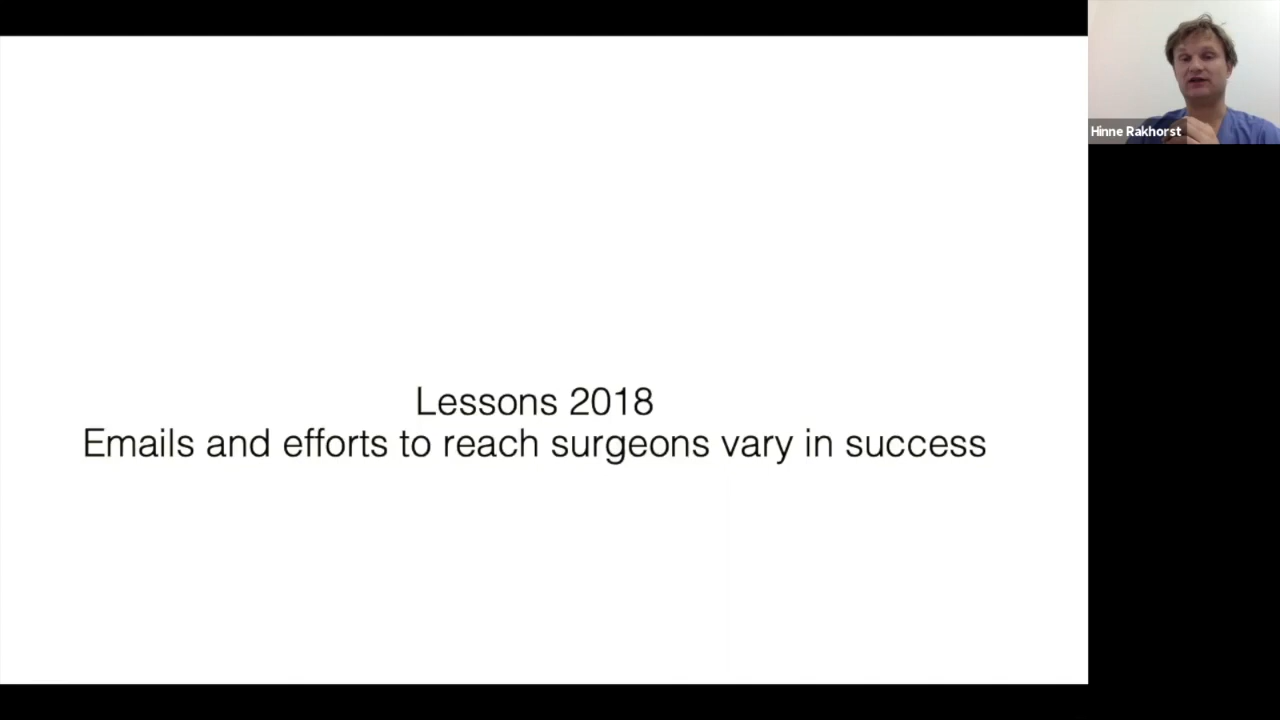 Lessons 2018
Emails and efforts to reach surgeons vary in success
Hinne Rakhorst